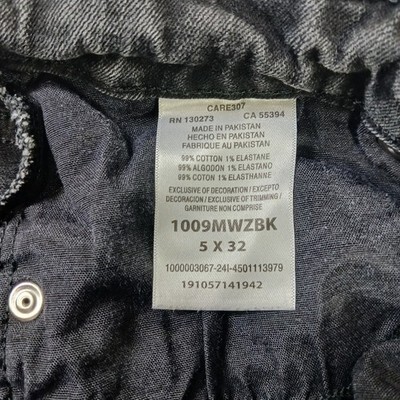 CARE307
RN 130273 CA 55394
MADE IN PAKISTAN
HECHO EN PAKISTAN
FABRIQUE AU PAKISTAN
99% COTTON 1% ELASTANE
99% ALGODON 1% ELASTANO
99% COTON 1% ELASTHANNE
EXCLUSIVE OF DECORATION / EXCEPTO
DECORACION / EXCLUSIVE OF TRIMMING /
GARNITURE NON COMPRISE
1009MWZBK
5 X 32
1000003067-24I-4501113979
191057141942